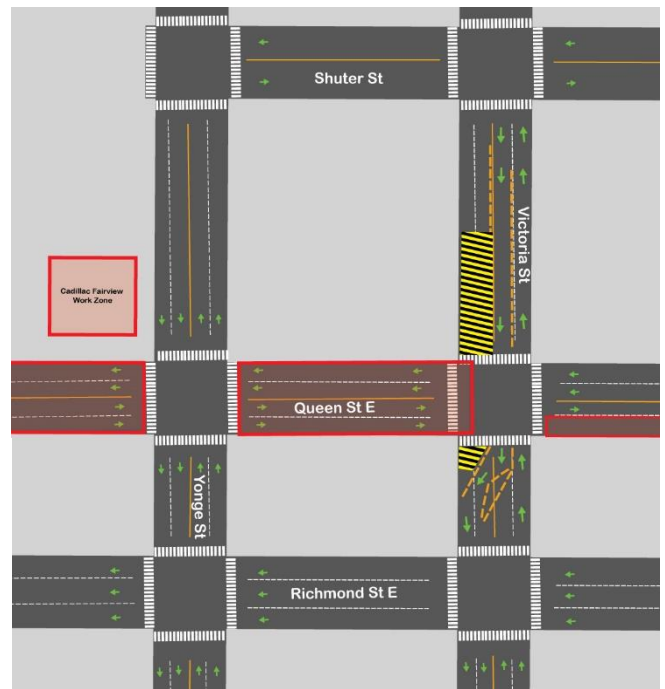 Shuter St
Victoria St
Cadillac Fairview
Work Zone
Queen St E
Yonge St
Richmond St E